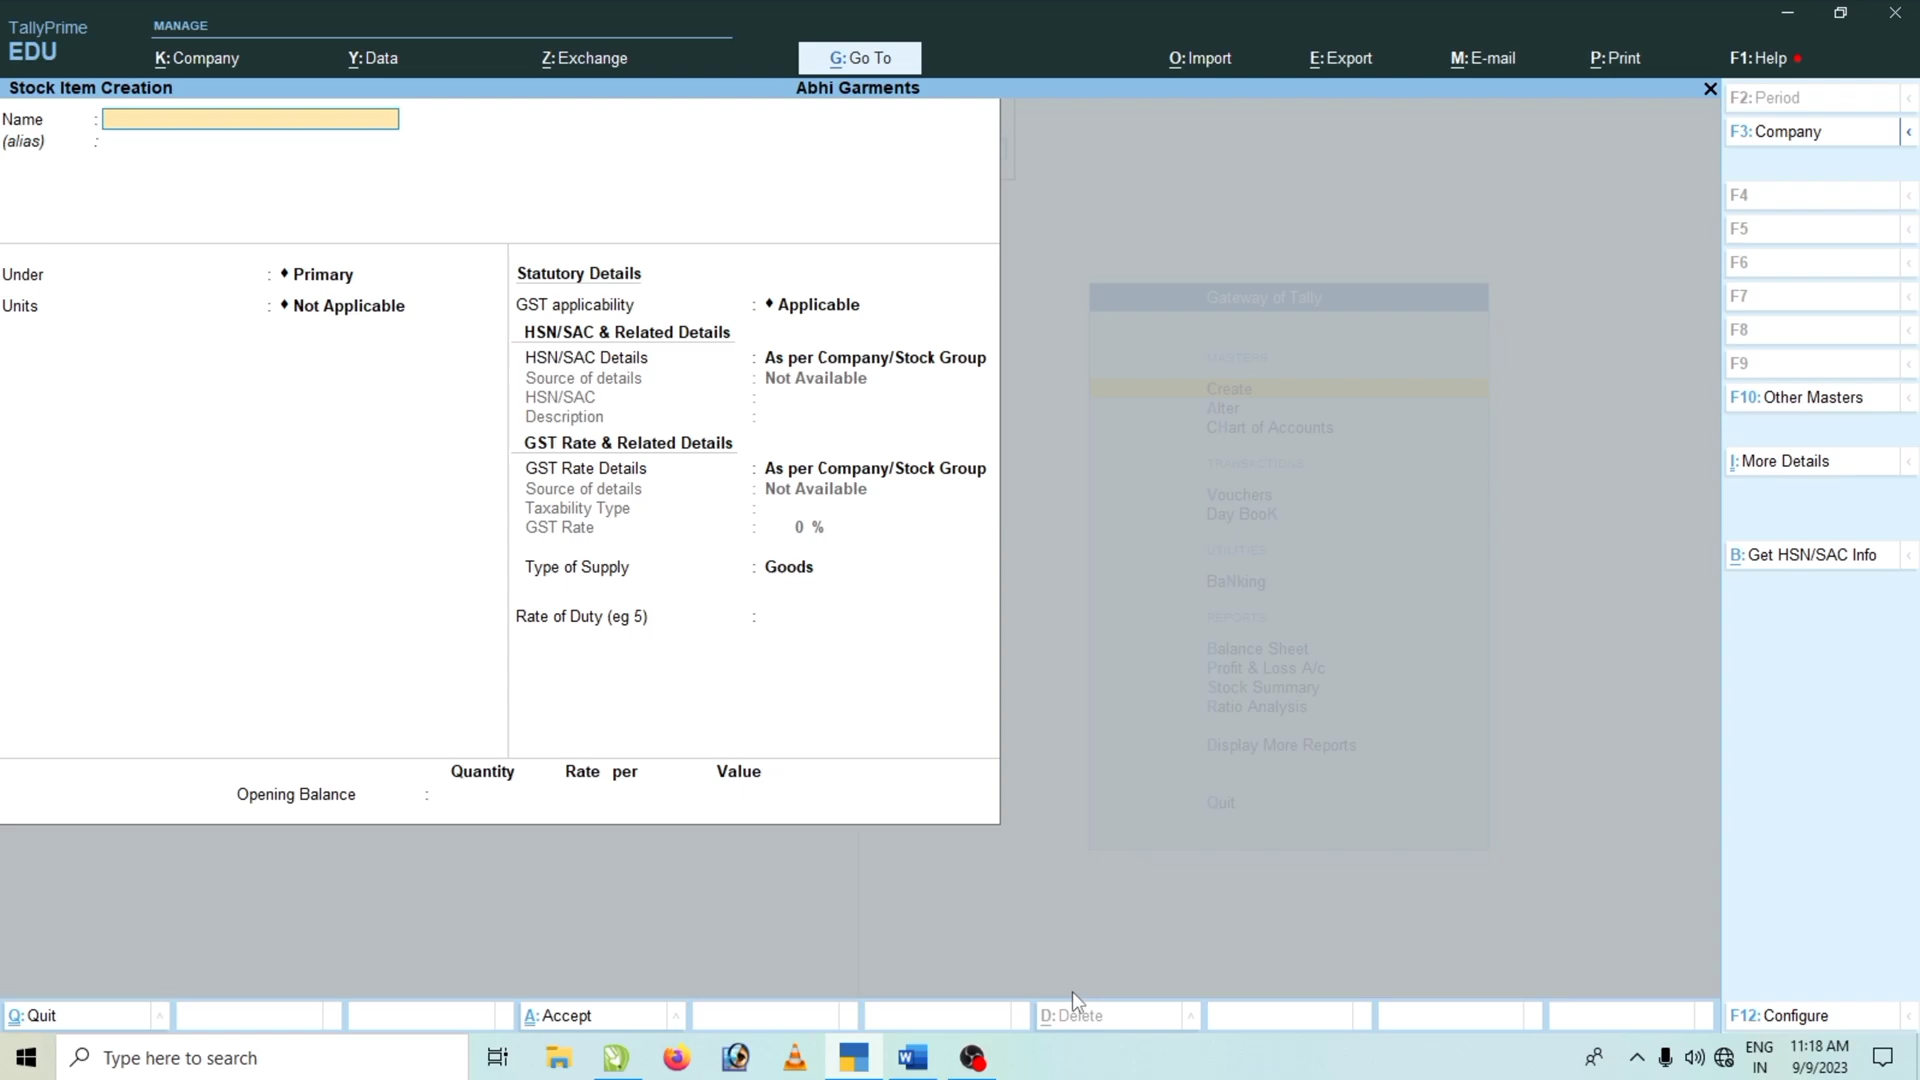 TallyPrime
EDU
MANAGE
K: Company
Y: Data
Z: Exchange
G: Go To
O: Import
E: Export
M: E-mail
P: Print
F1: Help
Stock Item Creation
Abhi Garments
Name :
(alias) :
Under : ♦ Primary
Units : ♦ Not Applicable
Statutory Details
GST applicability : ♦ Applicable
HSN/SAC & Related Details
HSN/SAC Details : As per Company/Stock Group
Source of details : Not Available
HSN/SAC :
Description :
GST Rate & Related Details
GST Rate Details : As per Company/Stock Group
Source of details : Not Available
Taxability Type :
GST Rate : 0 %
Type of Supply : Goods
Rate of Duty (eg 5) :
Quantity Rate per Value
Opening Balance :
Gateway of Tally
MASTERS
Create
Alter
CHart of Accounts
TRANSACTIONS
Vouchers
Day BooK
UTILITIES
BaNking
REPORTS
Balance Sheet
Profit & Loss A/c
Stock Summary
Ratio Analysis
Display More Reports
Quit
F2: Period
F3: Company
F4
F5
F6
F7
F8
F9
F10: Other Masters
I: More Details
B: Get HSN/SAC Info
F12: Configure
Q: Quit
A: Accept
D: Delete
Type here to search
ENG
IN
11:18 AM
9/9/2023